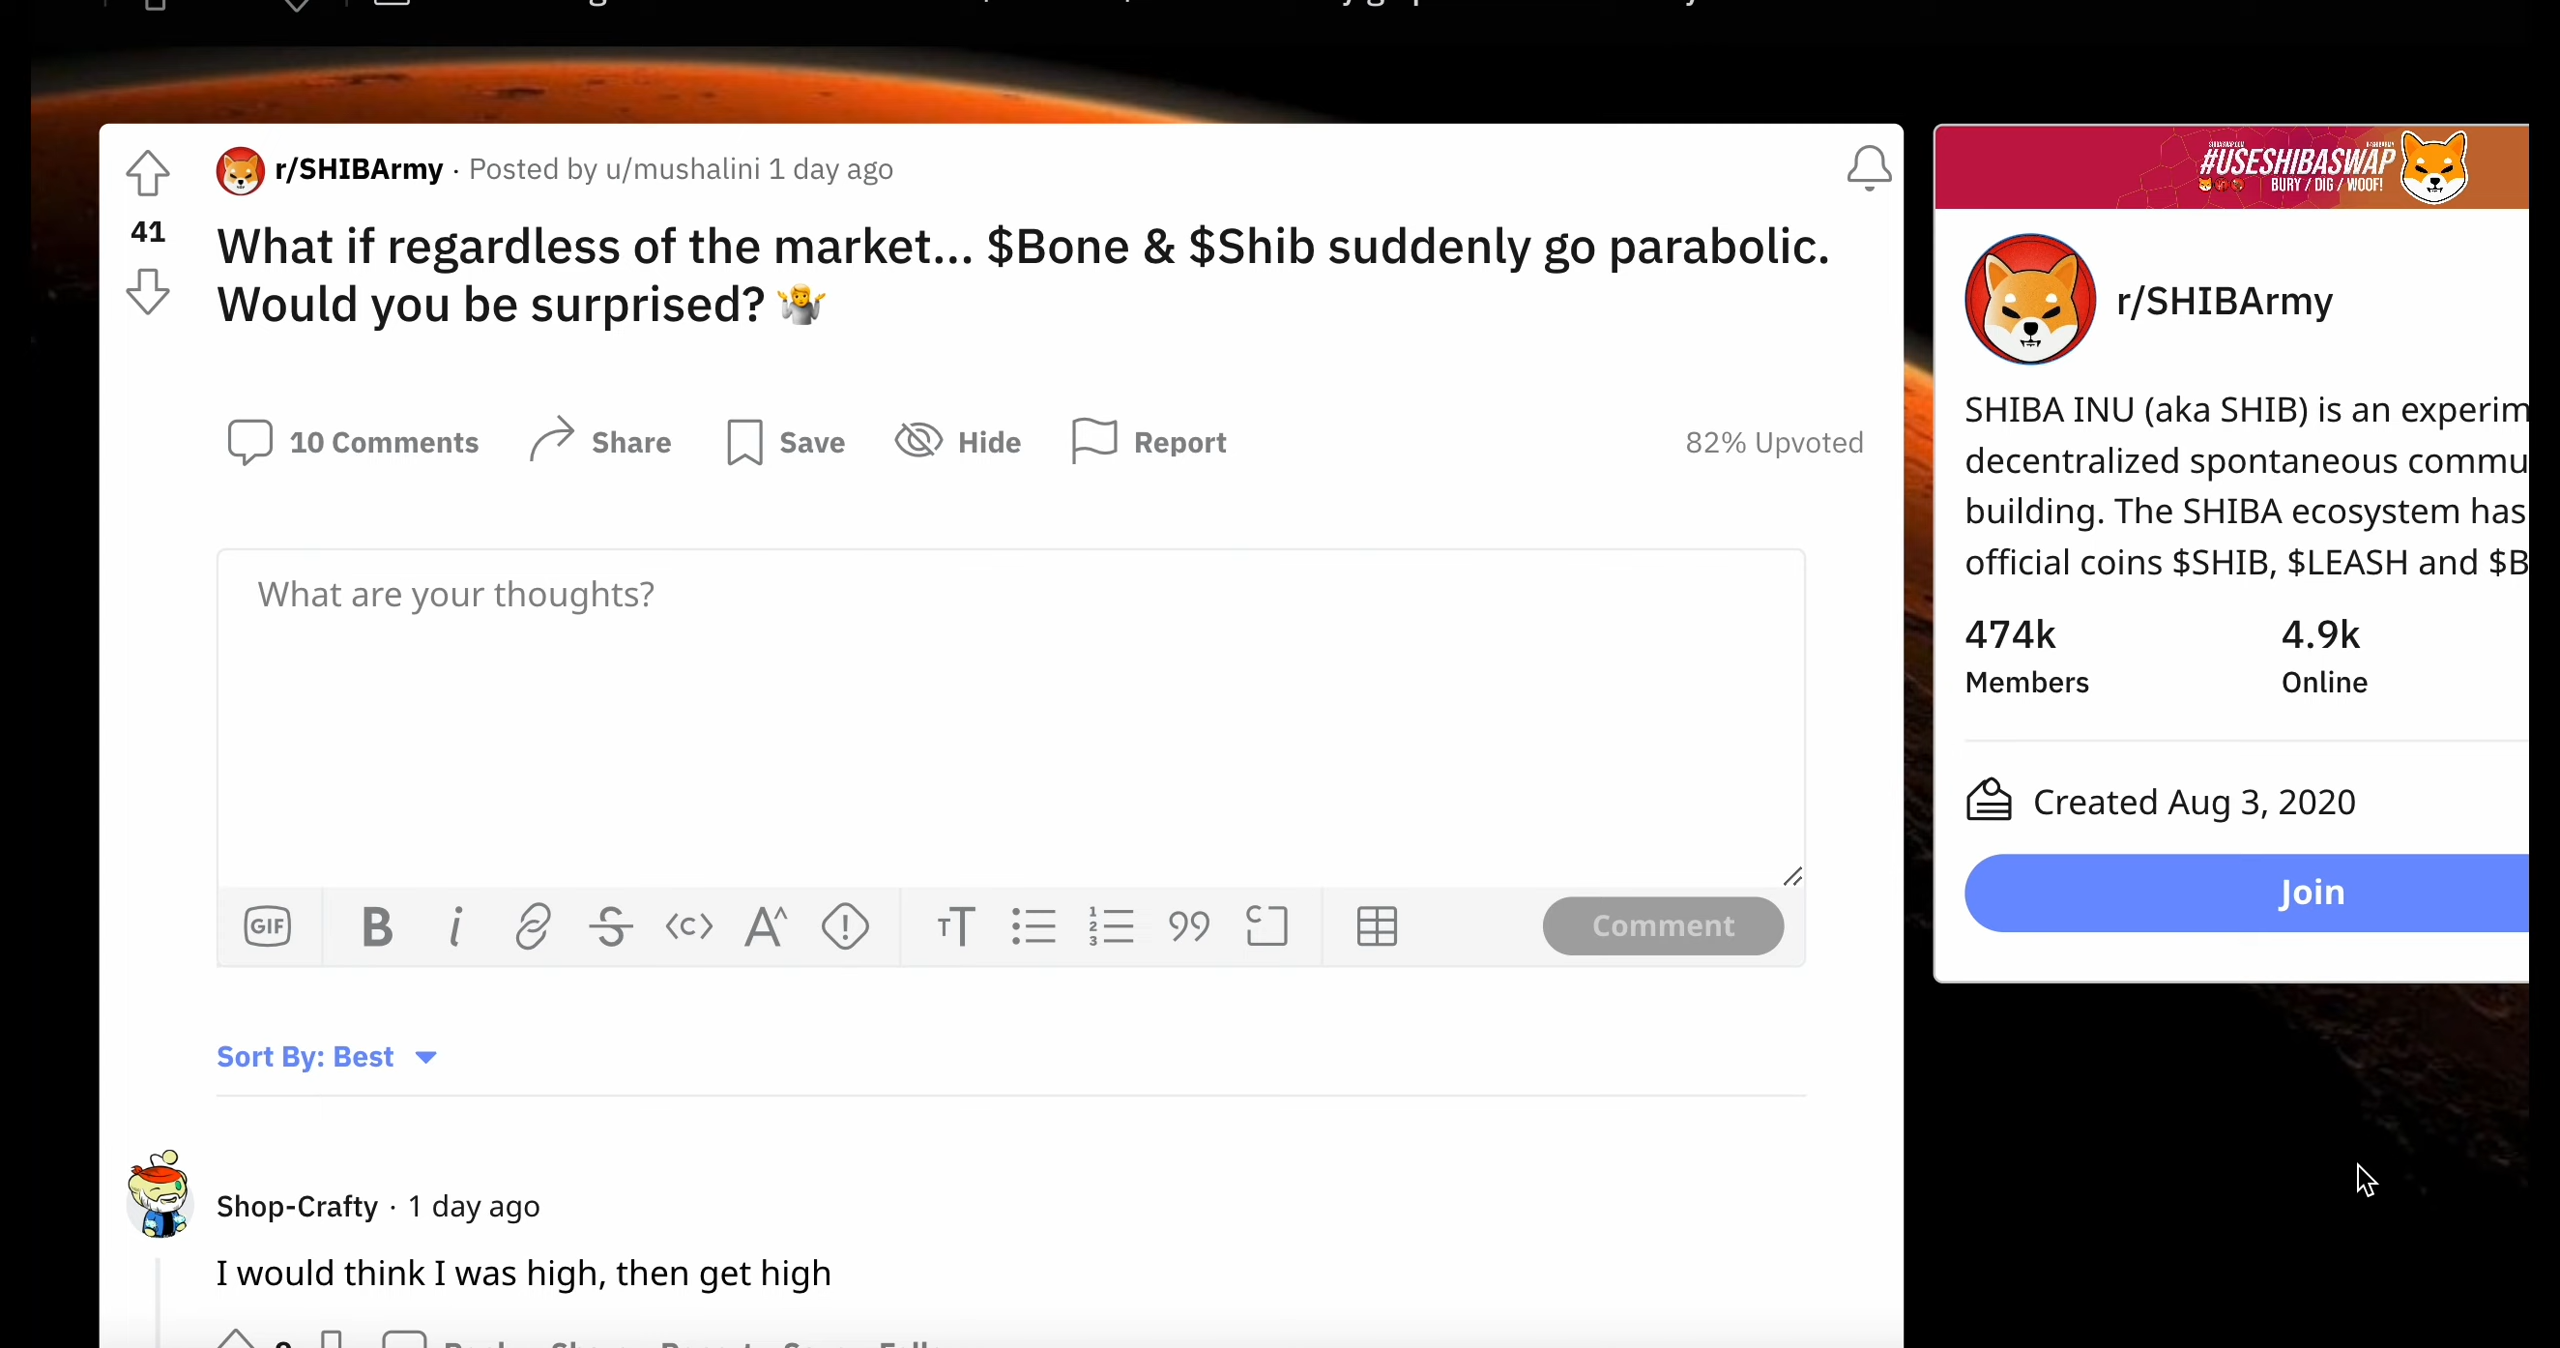 r/SHIBArmy · Posted by u/mushalini 1 day ago
41
What if regardless of the market... $Bone & $Shib suddenly go parabolic.
Would you be surprised? 🤷
10 Comments Share Save Hide Report 82% Upvoted
What are your thoughts?
GIF B i <c> A^ TT 99 C Comment
Sort By: Best
Shop-Crafty · 1 day ago
I would think I was high, then get high
#USESHIBASWAP
BURY / DIG / WOOF!
r/SHIBArmy
SHIBA INU (aka SHIB) is an experim
decentralized spontaneous commu
building. The SHIBA ecosystem has
official coins $SHIB, $LEASH and $B
474k 4.9k
Members Online
Created Aug 3, 2020
Join